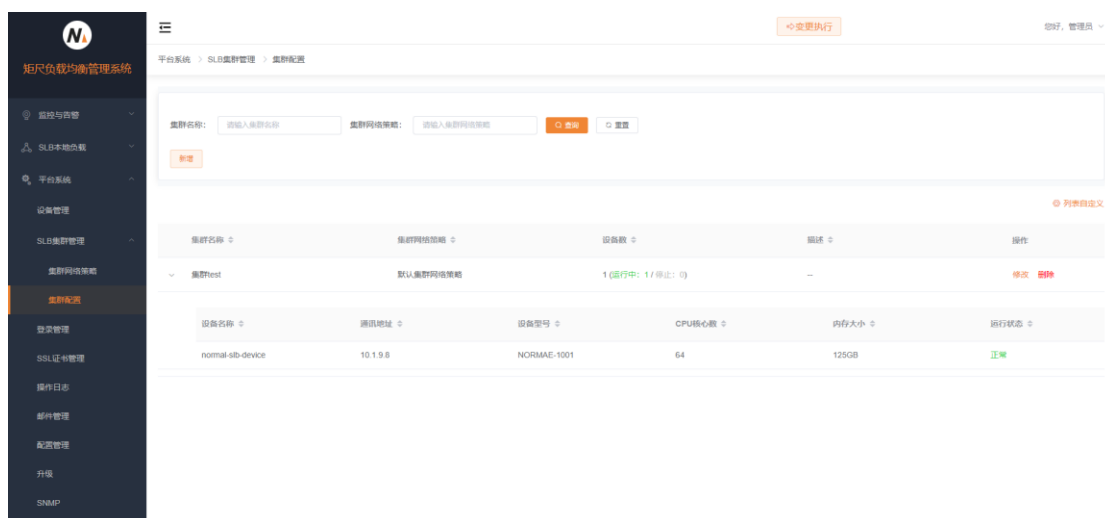 N
变更执行
您好, 管理员
矩尺负载均衡管理系统
平台系统 > SLB集群管理 > 集群配置
监控与告警
SLB本地负载
平台系统
设备管理
SLB集群管理
集群网络策略
集群配置
登录管理
SSL证书管理
操作日志
邮件管理
配置管理
升级
SNMP
集群名称: 请输入集群名称 集群网络策略: 请输入集群网络策略 查询 重置
新增
列表自定义
集群名称 集群网络策略 设备数 描述 操作
集群test 默认集群网络策略 1 (运行中: 1 / 停止: 0) -- 修改 删除
设备名称 通讯地址 设备型号 CPU核心数 内存大小 运行状态
normal-slb-device 10.1.9.8 NORMAE-1001 64 125GB 正常